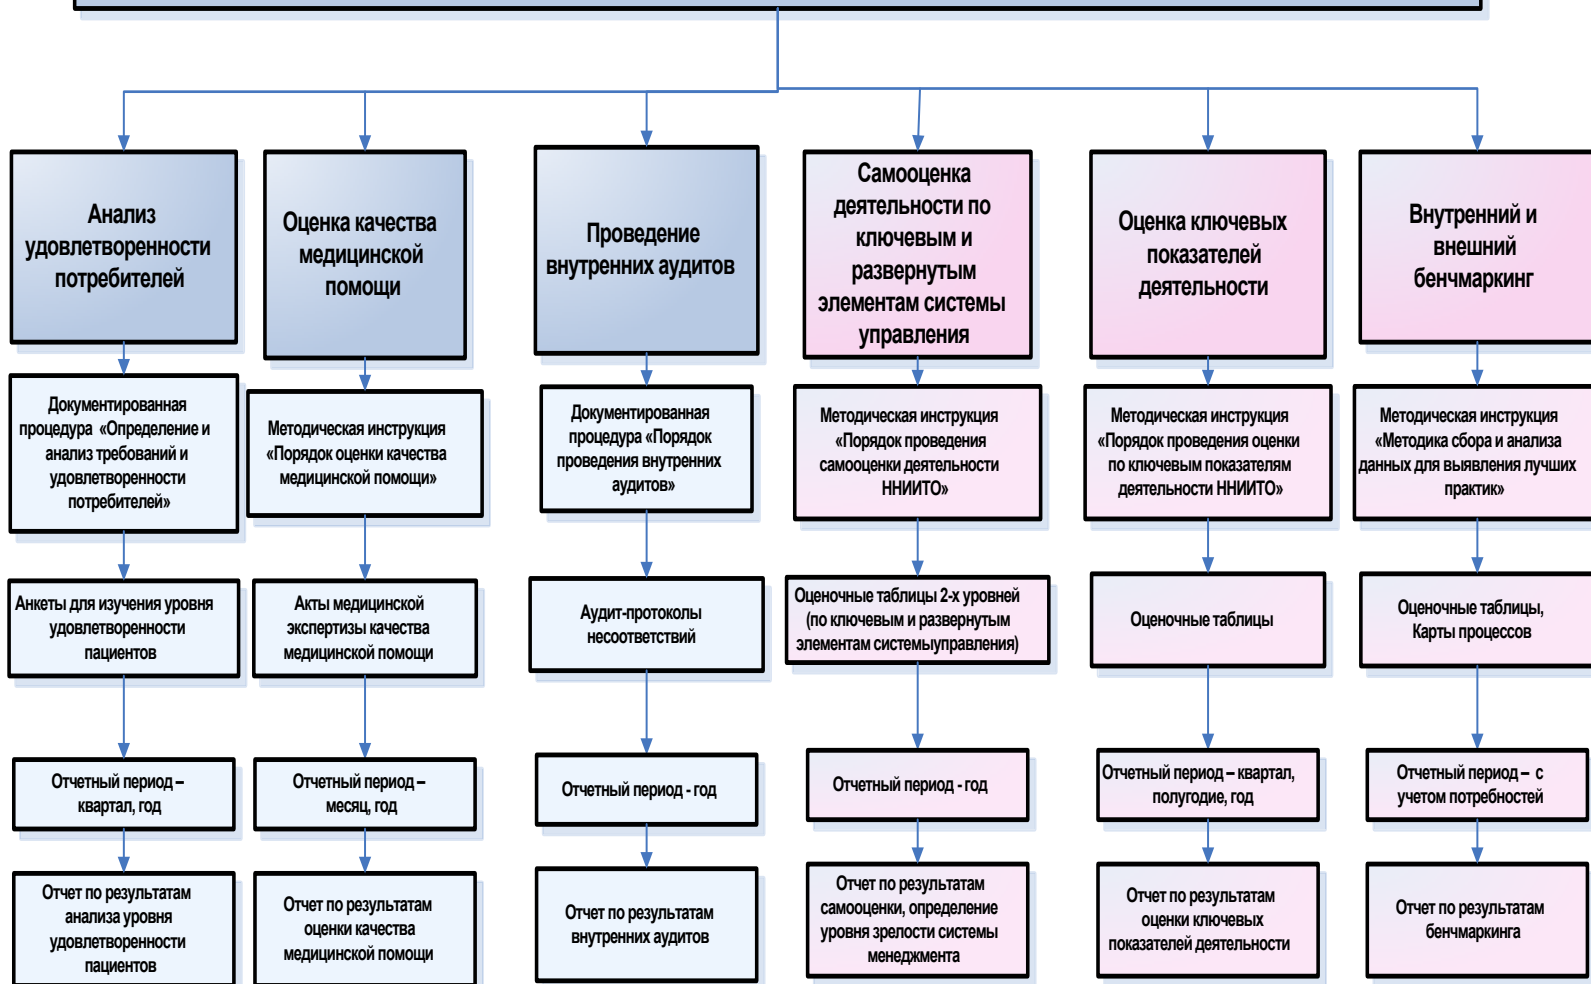 Анализ
удовлетворенности
потребителей
Оценка качества
медицинской
помощи
Проведение
внутренних аудитов
Самооценка
деятельности по
ключевым и
развернутым
элементам системы
управления
Оценка ключевых
показателей
деятельности
Внутренний и
внешний
бенчмаркинг
Документированная
процедура «Определение и
анализ требований и
удовлетворенности
потребителей»
Методическая инструкция
«Порядок оценки качества
медицинской помощи»
Документированная
процедура «Порядок
проведения внутренних
аудитов»
Методическая инструкция
«Порядок проведения
самооценки деятельности
ННИИТО»
Методическая инструкция
«Порядок проведения оценки
по ключевым показателям
деятельности ННИИТО»
Методическая инструкция
«Методика сбора и анализа
данных для выявления лучших
практик»
Анкеты для изучения уровня
удовлетворенности
пациентов
Акты медицинской
экспертизы качества
медицинской помощи
Аудит-протоколы
несоответствий
Оценочные таблицы 2-х уровней
(по ключевым и развернутым
элементам системыуправления)
Оценочные таблицы
Оценочные таблицы,
Карты процессов
Отчетный период –
квартал, год
Отчетный период –
месяц, год
Отчетный период - год
Отчетный период - год
Отчетный период – квартал,
полугодие, год
Отчетный период – с
учетом потребностей
Отчет по результатам
анализа уровня
удовлетворенности
пациентов
Отчет по результатам
оценки качества
медицинской помощи
Отчет по результатам
внутренних аудитов
Отчет по результатам
самооценки, определение
уровня зрелости системы
менеджмента
Отчет по результатам
оценки ключевых
показателей деятельности
Отчет по результатам
бенчмаркинга